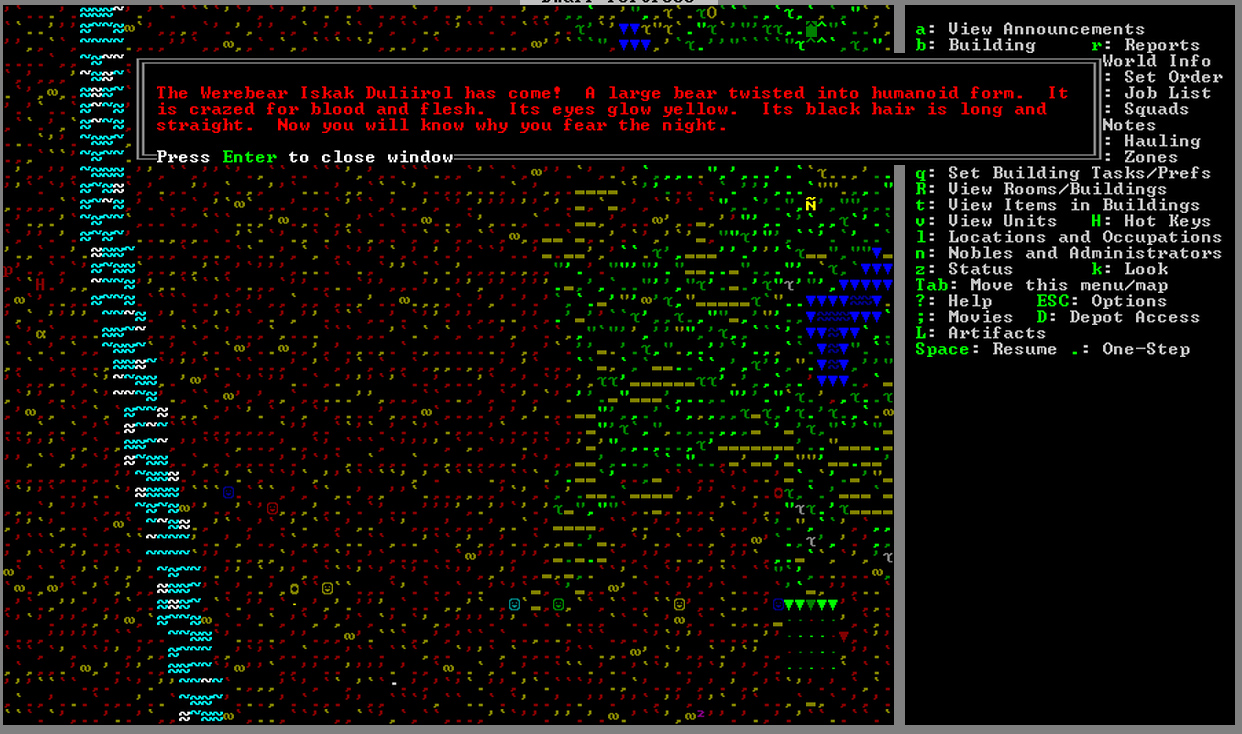 Dwarf Fortress
a: View Announcements
b: Building r: Reports
The Werebear Iskak Duliirol has come! A large bear twisted into humanoid form. It
is crazed for blood and flesh. Its eyes glow yellow. Its black hair is long and
straight. Now you will know why you fear the night.
Press Enter to close window
World Info
: Set Order
: Job List
: Squads
Notes
: Hauling
: Zones
q: Set Building Tasks/Prefs
R: View Rooms/Buildings
t: View Items in Buildings
v: View Units H: Hot Keys
l: Locations and Occupations
n: Nobles and Administrators
z: Status k: Look
Tab: Move this menu/map
?: Help ESC: Options
;: Movies D: Depot Access
L: Artifacts
Space: Resume .: One-Step